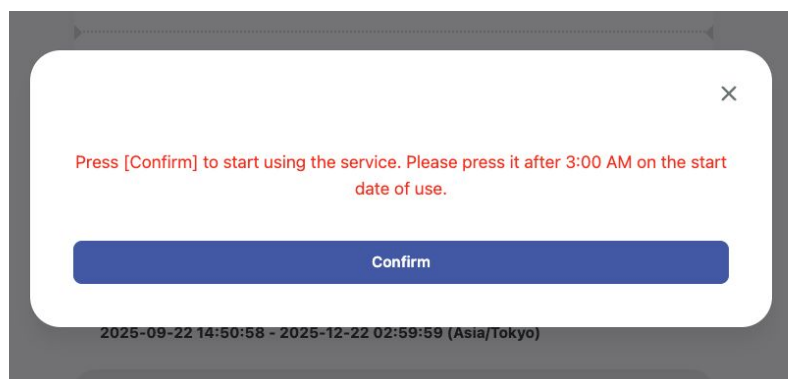 Press [Confirm] to start using the service. Please press it after 3:00 AM on the start
date of use.
Confirm
2025-09-22 14:50:58 - 2025-12-22 02:59:59 (Asia/Tokyo)